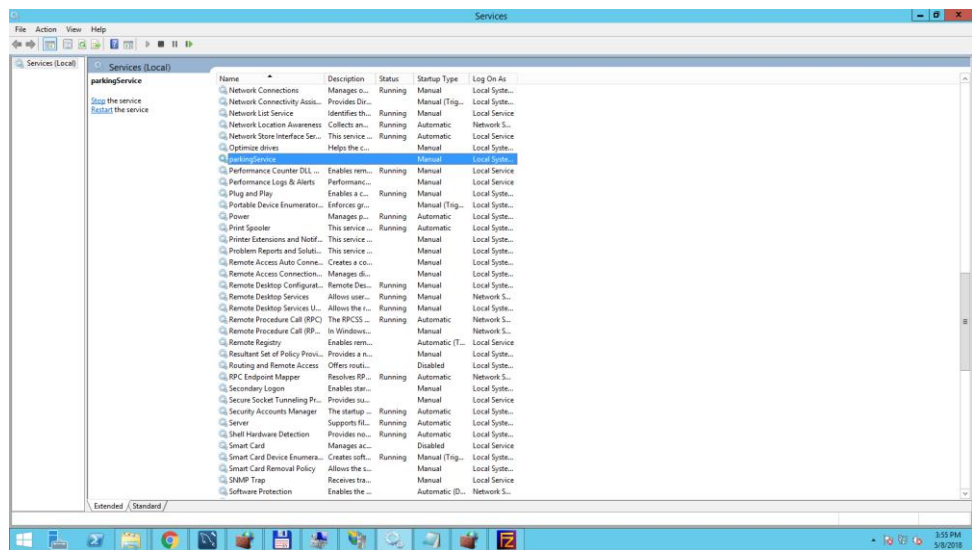 Services
File Action View Help
Services (Local)
Services (Local)
parkingService
Stop the service
Restart the service
Name Description Status Startup Type Log On As
Network Connections Manages o... Running Manual Local Syste...
Network Connectivity Assis... Provides Dir... Manual (Trig... Local Syste...
Network List Service Identifies th... Running Manual Local Service
Network Location Awareness Collects an... Running Automatic Network S...
Network Store Interface Ser... This service ... Running Automatic Local Service
Optimize drives Helps the c... Manual Local Syste...
parkingService Manual Local Syste...
Performance Counter DLL ... Enables rem... Running Manual Local Service
Performance Logs & Alerts Performanc... Manual Local Service
Plug and Play Enables a c... Running Manual Local Syste...
Portable Device Enumerator... Enforces gr... Manual (Trig... Local Syste...
Power Manages p... Running Automatic Local Syste...
Print Spooler This service ... Running Automatic Local Syste...
Printer Extensions and Notif... This service ... Manual Local Syste...
Problem Reports and Soluti... This service ... Manual Local Syste...
Remote Access Auto Conne... Creates a co... Manual Local Syste...
Remote Access Connection... Manages di... Manual Local Syste...
Remote Desktop Configurat... Remote Des... Running Manual Local Syste...
Remote Desktop Services Allows user... Running Manual Network S...
Remote Desktop Services U... Allows the r... Running Manual Local Syste...
Remote Procedure Call (RPC) The RPCSS ... Running Automatic Network S...
Remote Procedure Call (RP... In Windows... Manual Network S...
Remote Registry Enables rem... Automatic (T... Local Service
Resultant Set of Policy Provi... Provides a n... Manual Local Syste...
Routing and Remote Access Offers routi... Disabled Local Syste...
RPC Endpoint Mapper Resolves RP... Running Automatic Network S...
Secondary Logon Enables star... Manual Local Syste...
Secure Socket Tunneling Pr... Provides su... Manual Local Service
Security Accounts Manager The startup ... Running Automatic Local Syste...
Server Supports fil... Running Automatic Local Syste...
Shell Hardware Detection Provides no... Running Automatic Local Syste...
Smart Card Manages ac... Disabled Local Service
Smart Card Device Enumera... Creates soft... Running Manual (Trig... Local Syste...
Smart Card Removal Policy Allows the s... Manual Local Syste...
SNMP Trap Receives tra... Manual Local Service
Software Protection Enables the ... Automatic (D... Network S...
Extended Standard
3:55 PM
5/8/2018